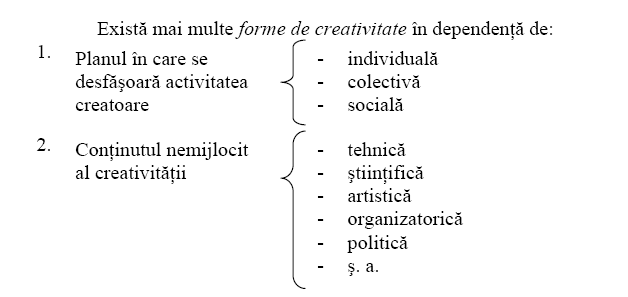 Există mai multe forme de creativitate în dependență de:
1. Planul în care se - individuală
desfășoară activitatea - colectivă
creatoare - socială
2. Conținutul nemijlocit - tehnică
al creativității - științifică
- artistică
- organizatorică
- politică
- ș. a.